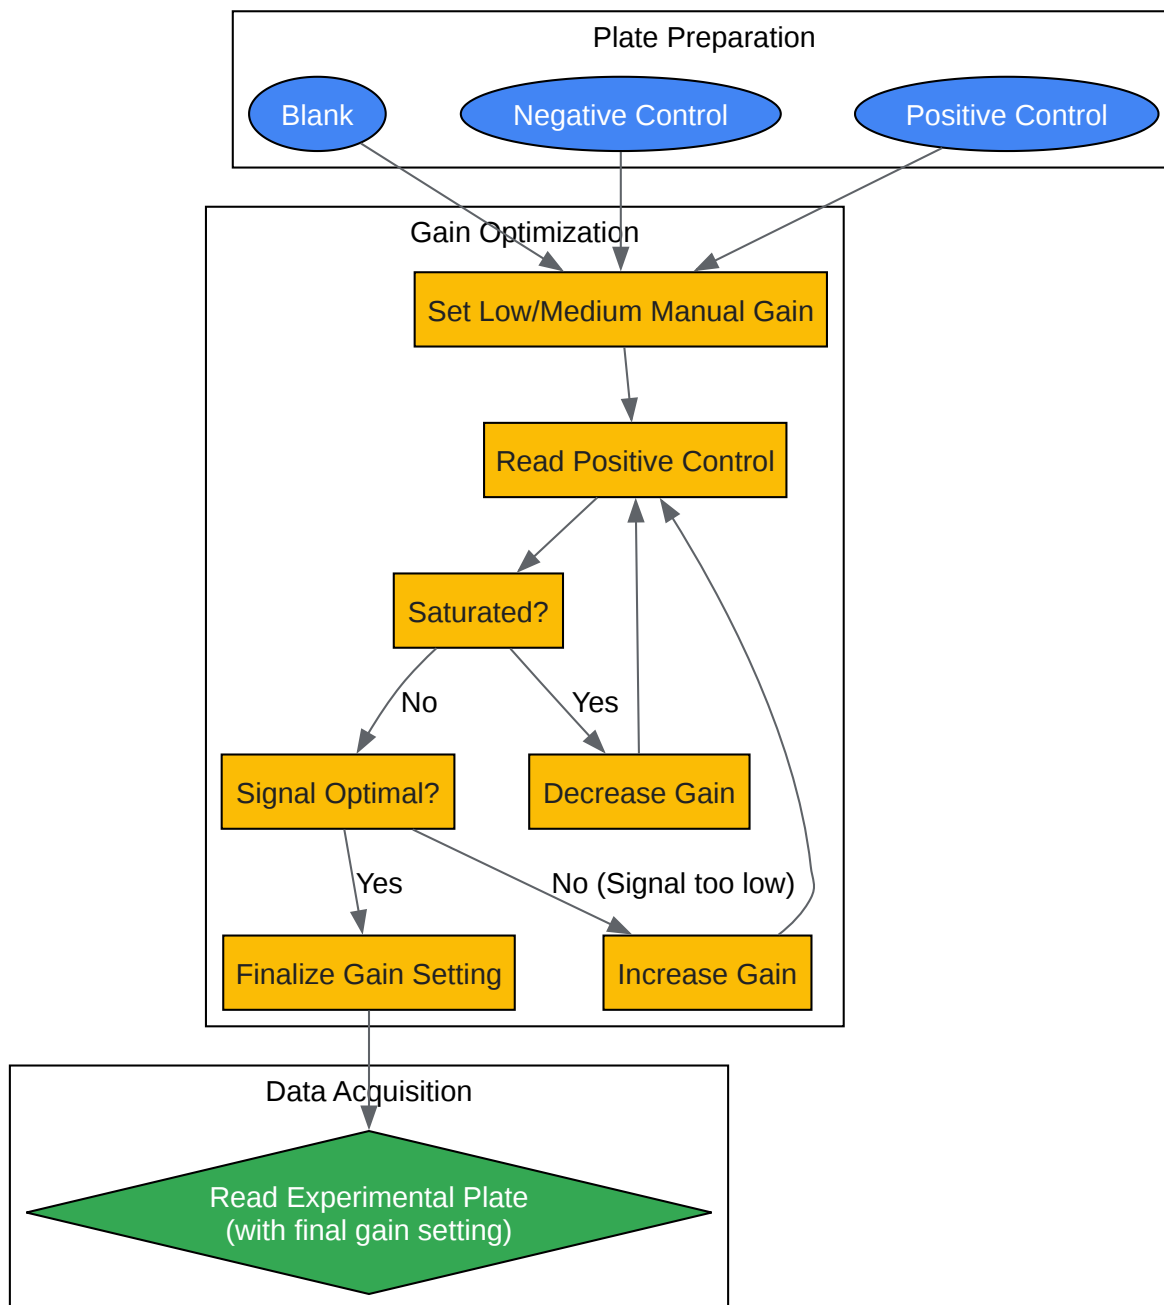 Plate Preparation
Blank
Negative Control
Positive Control
Gain Optimization
Set Low/Medium Manual Gain
Read Positive Control
Saturated?
No
Yes
Signal Optimal?
Decrease Gain
Yes
No (Signal too low)
Finalize Gain Setting
Increase Gain
Data Acquisition
Read Experimental Plate
(with final gain setting)